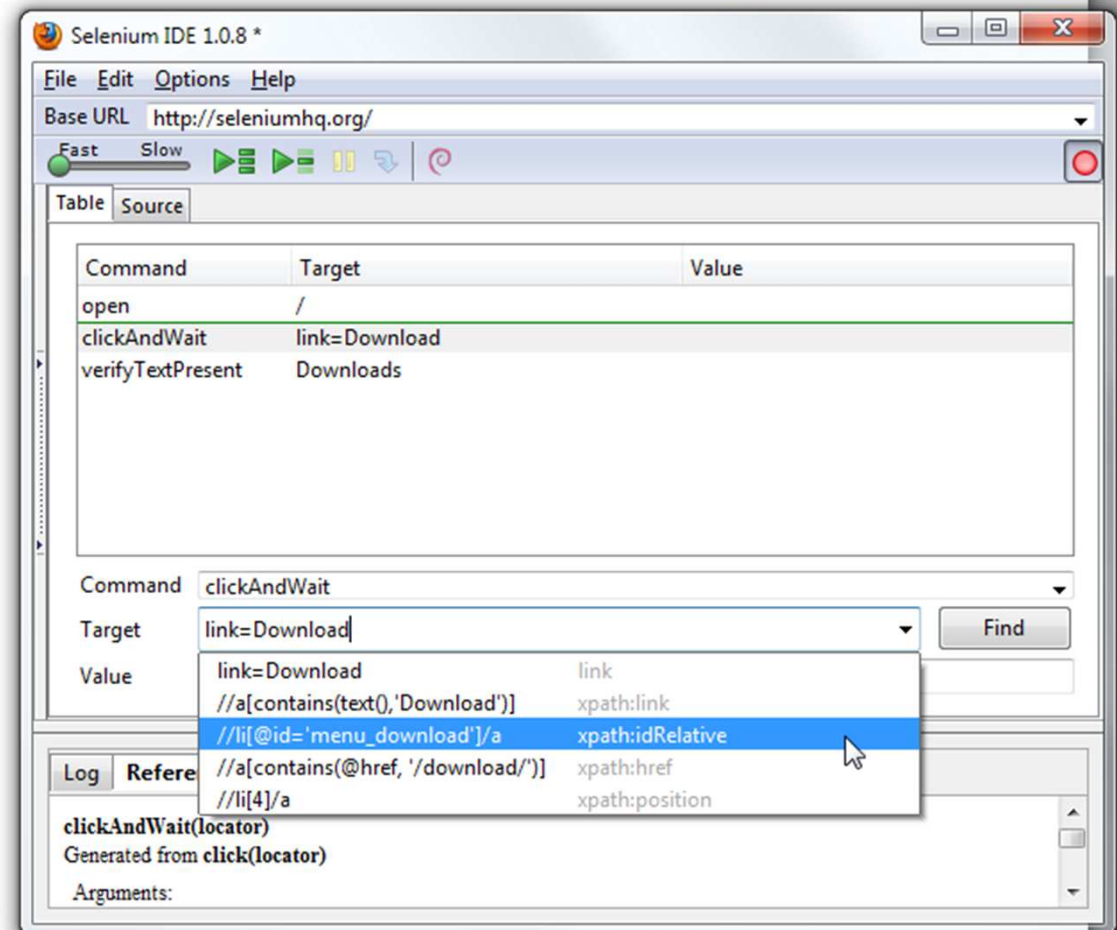 Selenium IDE 1.0.8 *
File Edit Options Help
Base URL http://seleniumhq.org/
Fast Slow
Table Source
Command Target Value
open /
clickAndWait link=Download
verifyTextPresent Downloads
Command clickAndWait
Target link=Download Find
Value
link=Download link
//a[contains(text(),'Download')] xpath:link
//li[@id='menu_download']/a xpath:idRelative
//a[contains(@href, '/download/')] xpath:href
//li[4]/a xpath:position
Log Refere
clickAndWait(locator)
Generated from click(locator)
Arguments: